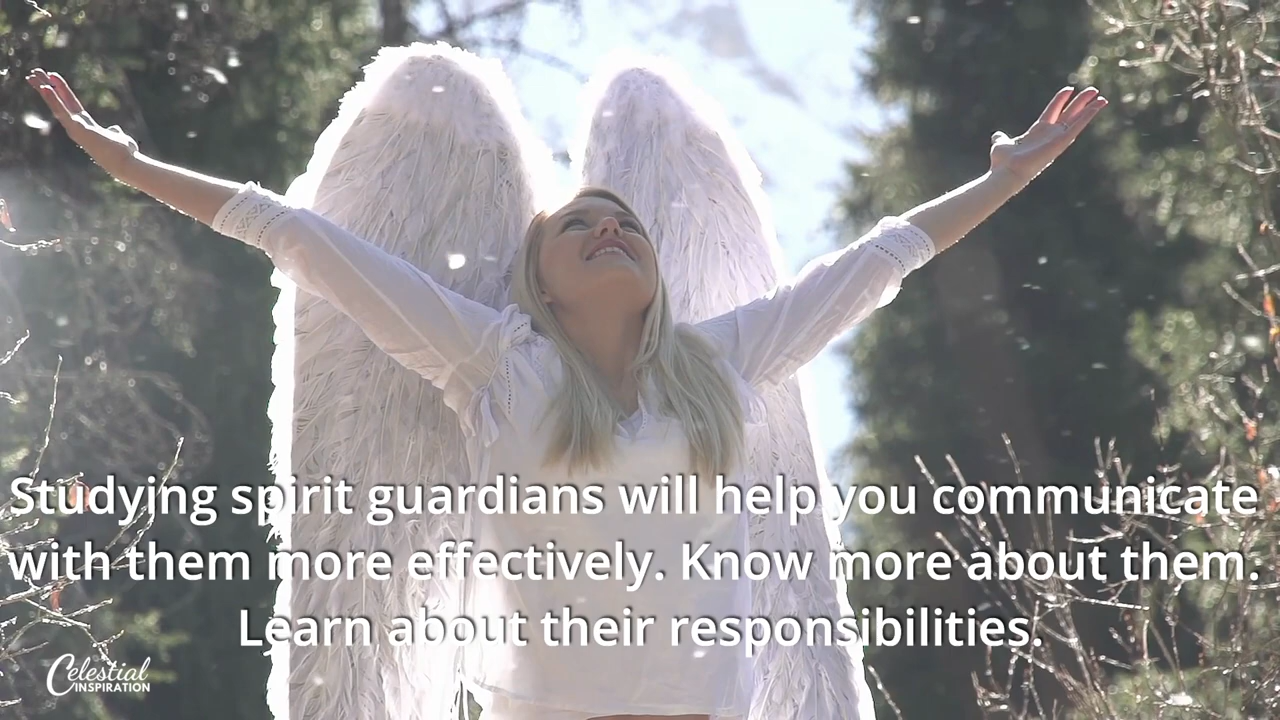 Studying spirit guardians will help you communicate
with them more effectively. Know more about them.
Learn about their responsibilities.
Celestial
INSPIRATION